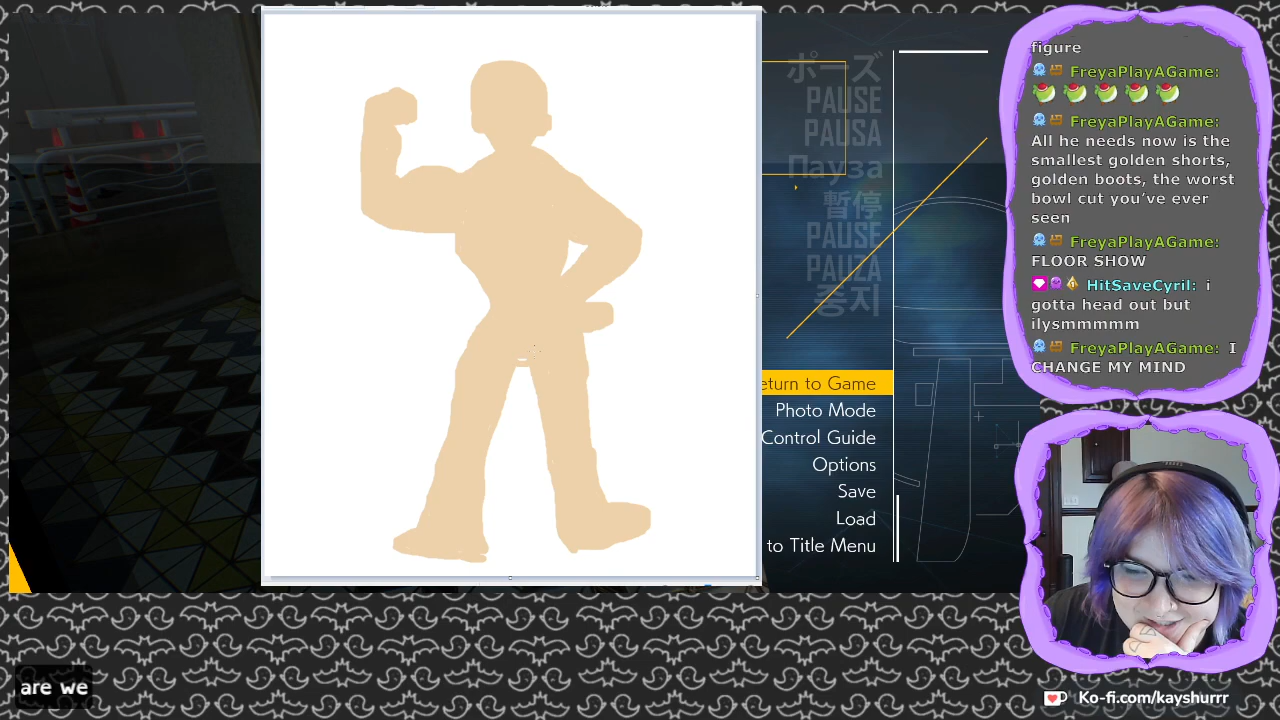 ポーズ
PAUSE
PAUSA
Пауза
暫停
PAUSE
PAUZA
중지
eturn to Game
Photo Mode
Control Guide
Options
Save
Load
to Title Menu
figure
FreyaPlayAGame:
FreyaPlayAGame:
All he needs now is the
smallest golden shorts,
golden boots, the worst
bowl cut you've ever
seen
FreyaPlayAGame:
FLOOR SHOW
HitSaveCyril: i
gotta head out but
ilysmmmmm
FreyaPlayAGame: I
CHANGE MY MIND
are we
Ko-fi.com/kayshurrr